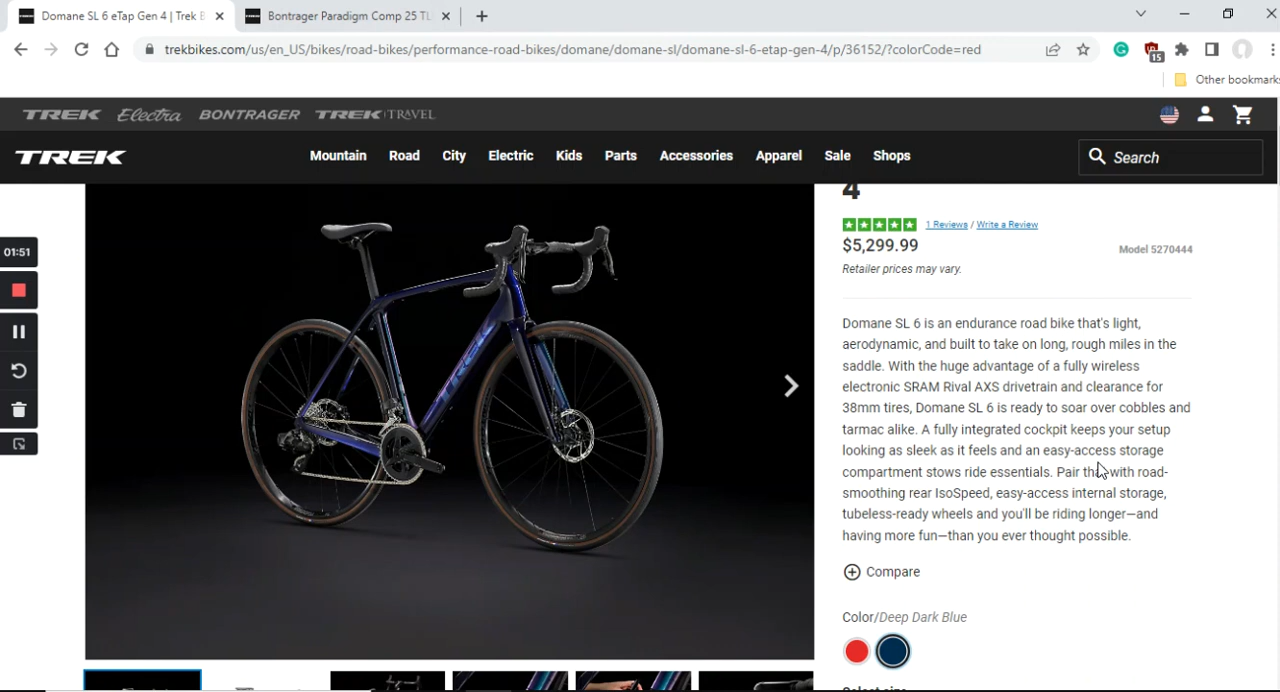 Domane SL 6 eTap Gen 4 | Trek B
Bontrager Paradigm Comp 25 TL
trekbikes.com/us/en_US/bikes/road-bikes/performance-road-bikes/domane/domane-sl/domane-sl-6-etap-gen-4/p/36152/?colorCode=red
15
Other bookmarks
TREK Electra BONTRAGER TREK TRAVEL
TREK Mountain Road City Electric Kids Parts Accessories Apparel Sale Shops Search
4
1 Reviews / Write a Review
$5,299.99
Model 5270444
Retailer prices may vary.
01:51
Domane SL 6 is an endurance road bike that's light,
aerodynamic, and built to take on long, rough miles in the
saddle. With the huge advantage of a fully wireless
electronic SRAM Rival AXS drivetrain and clearance for
38mm tires, Domane SL 6 is ready to soar over cobbles and
tarmac alike. A fully integrated cockpit keeps your setup
looking as sleek as it feels and an easy-access storage
compartment stows ride essentials. Pair that with road-
smoothing rear IsoSpeed, easy-access internal storage,
tubeless-ready wheels and you'll be riding longer—and
having more fun—than you ever thought possible.
Compare
Color/Deep Dark Blue
TREK